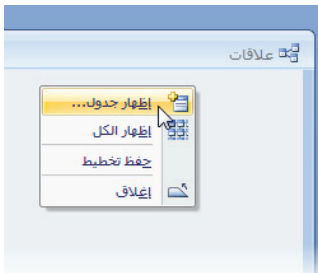 علاقات
إظهار جدول...
إظهار الكل
حفظ تخطيط
إغلاق